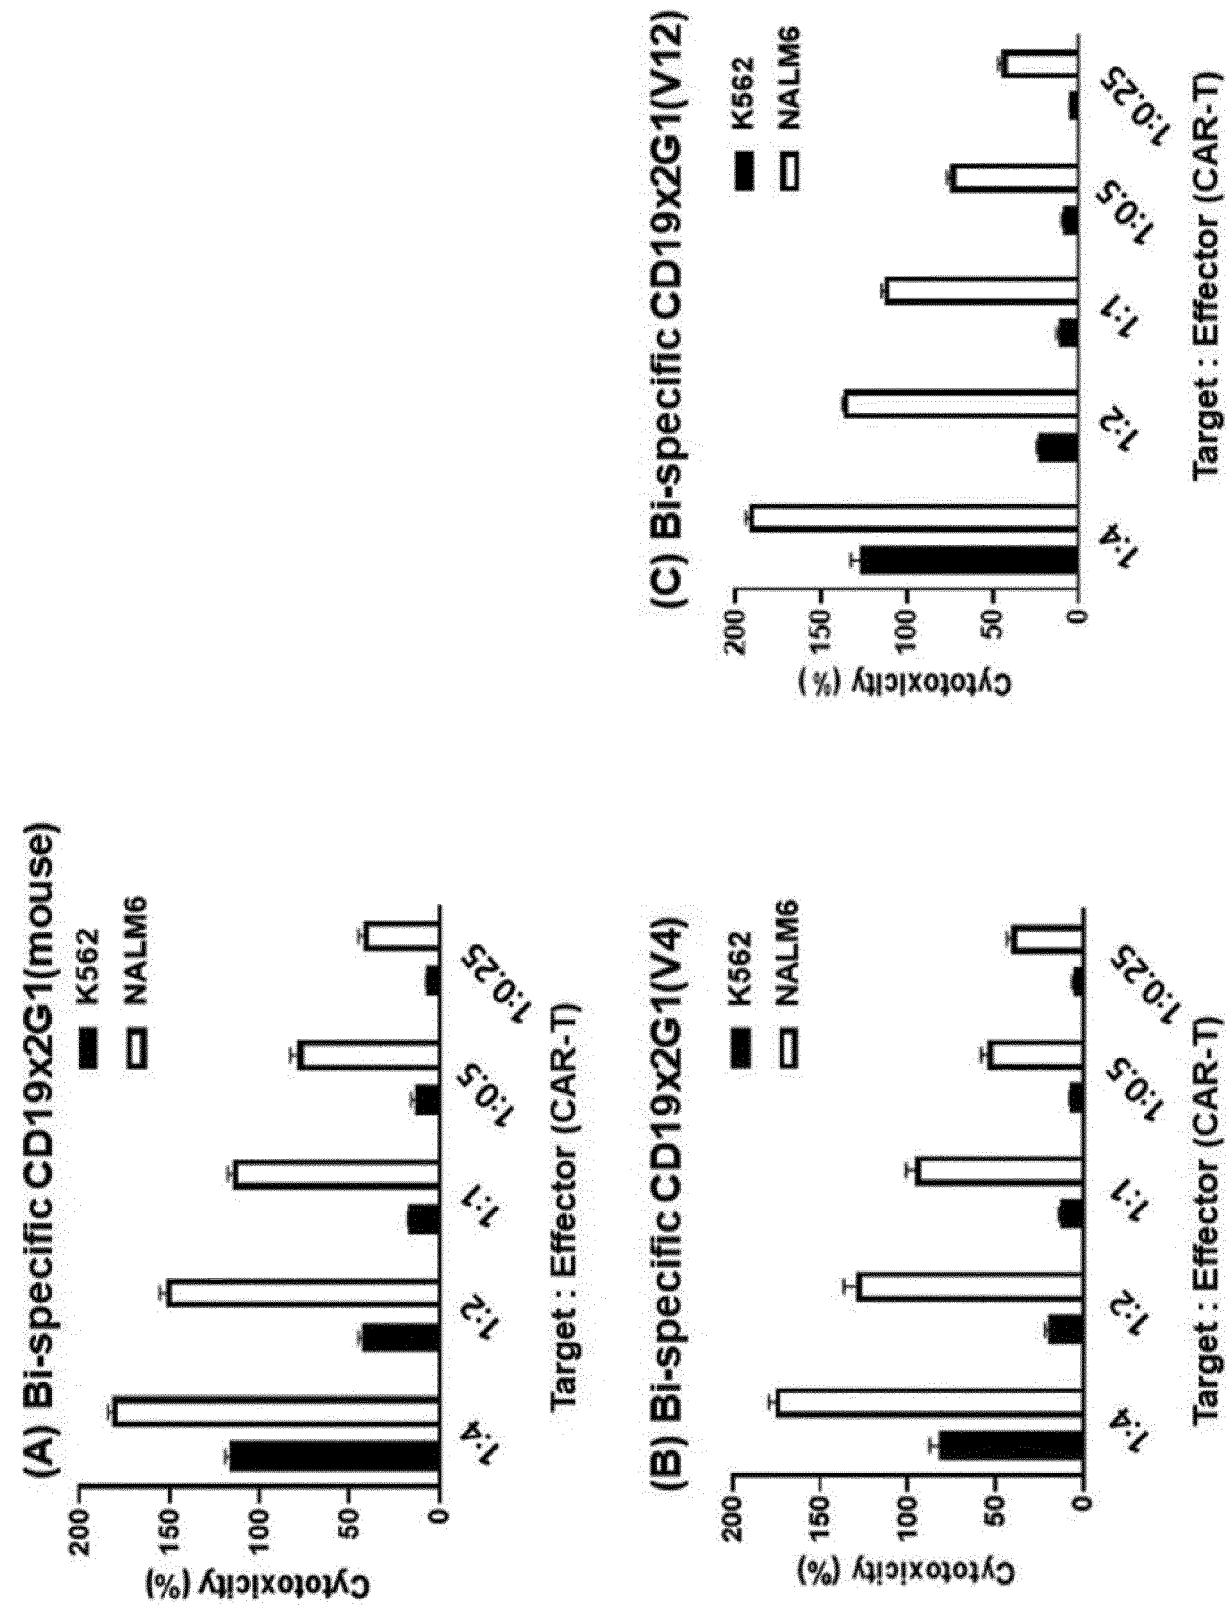 (A) Bi-specific CD19x2G1(mouse)
K562
NALM6
Cytotoxicity (%)
200
150
100
50
0
1:4
1:2
1:1
1:0.5
1:0.25
Target : Effector (CAR-T)
(B) Bi-specific CD19x2G1(V4)
K562
NALM6
Cytotoxicity (%)
200
150
100
50
0
1:4
1:2
1:1
1:0.5
1:0.25
Target : Effector (CAR-T)
(C) Bi-specific CD19x2G1(V12)
K562
NALM6
Cytotoxicity (%)
200
150
100
50
0
1:4
1:2
1:1
1:0.5
1:0.25
Target : Effector (CAR-T)